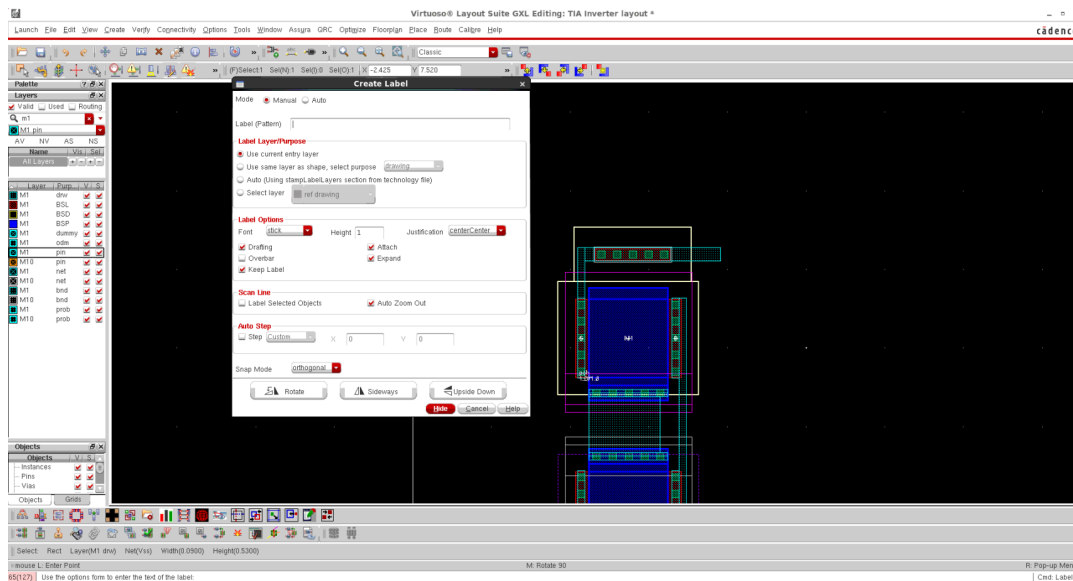 Virtuoso® Layout Suite GXL Editing: TIA Inverter layout *
Launch File Edit View Create Verify Connectivity Options Tools Window Assura QRC Optimize Floorplan Place Route Calibre Help
cādence
Classic
(F)Select:1 Sel(N):1 Sel(I):0 Sel(O):1 X -2.425 Y 7.520
Palette
Layers
Valid Used Routing
m1
M1 pin
AV NV AS NS
Name Vis Sel
All Layers
Layer Purp... V S
M1 drw
M1 BSL
M1 BSD
M1 BSP
M1 dummy
M1 odm
M1 pin
M10 pin
M1 net
M10 net
M1 bnd
M10 bnd
M1 prob
M10 prob
Objects
Objects V S
Instances
Pins
Vias
Objects Grids
Create Label
Mode Manual Auto
Label (Pattern)
Label Layer/Purpose
Use current entry layer
Use same layer as shape, select purpose drawing
Auto (Using stampLabelLayers section from technology file)
Select layer ref drawing
Label Options
Font stick Height 1 Justification centerCenter
Drafting Attach
Overbar Expand
Keep Label
Scan Line
Label Selected Objects Auto Zoom Out
Auto Step
Step Custom X 0 Y 0
Snap Mode orthogonal
Rotate Sideways Upside Down
Hide Cancel Help
Select: Rect Layer(M1 drw) Net(Vss) Width(0.0900) Height(0.5300)
mouse L: Enter Point M: Rotate 90 R: Pop-up Men
65(127) Use the options form to enter the text of the label: Cmd: Label